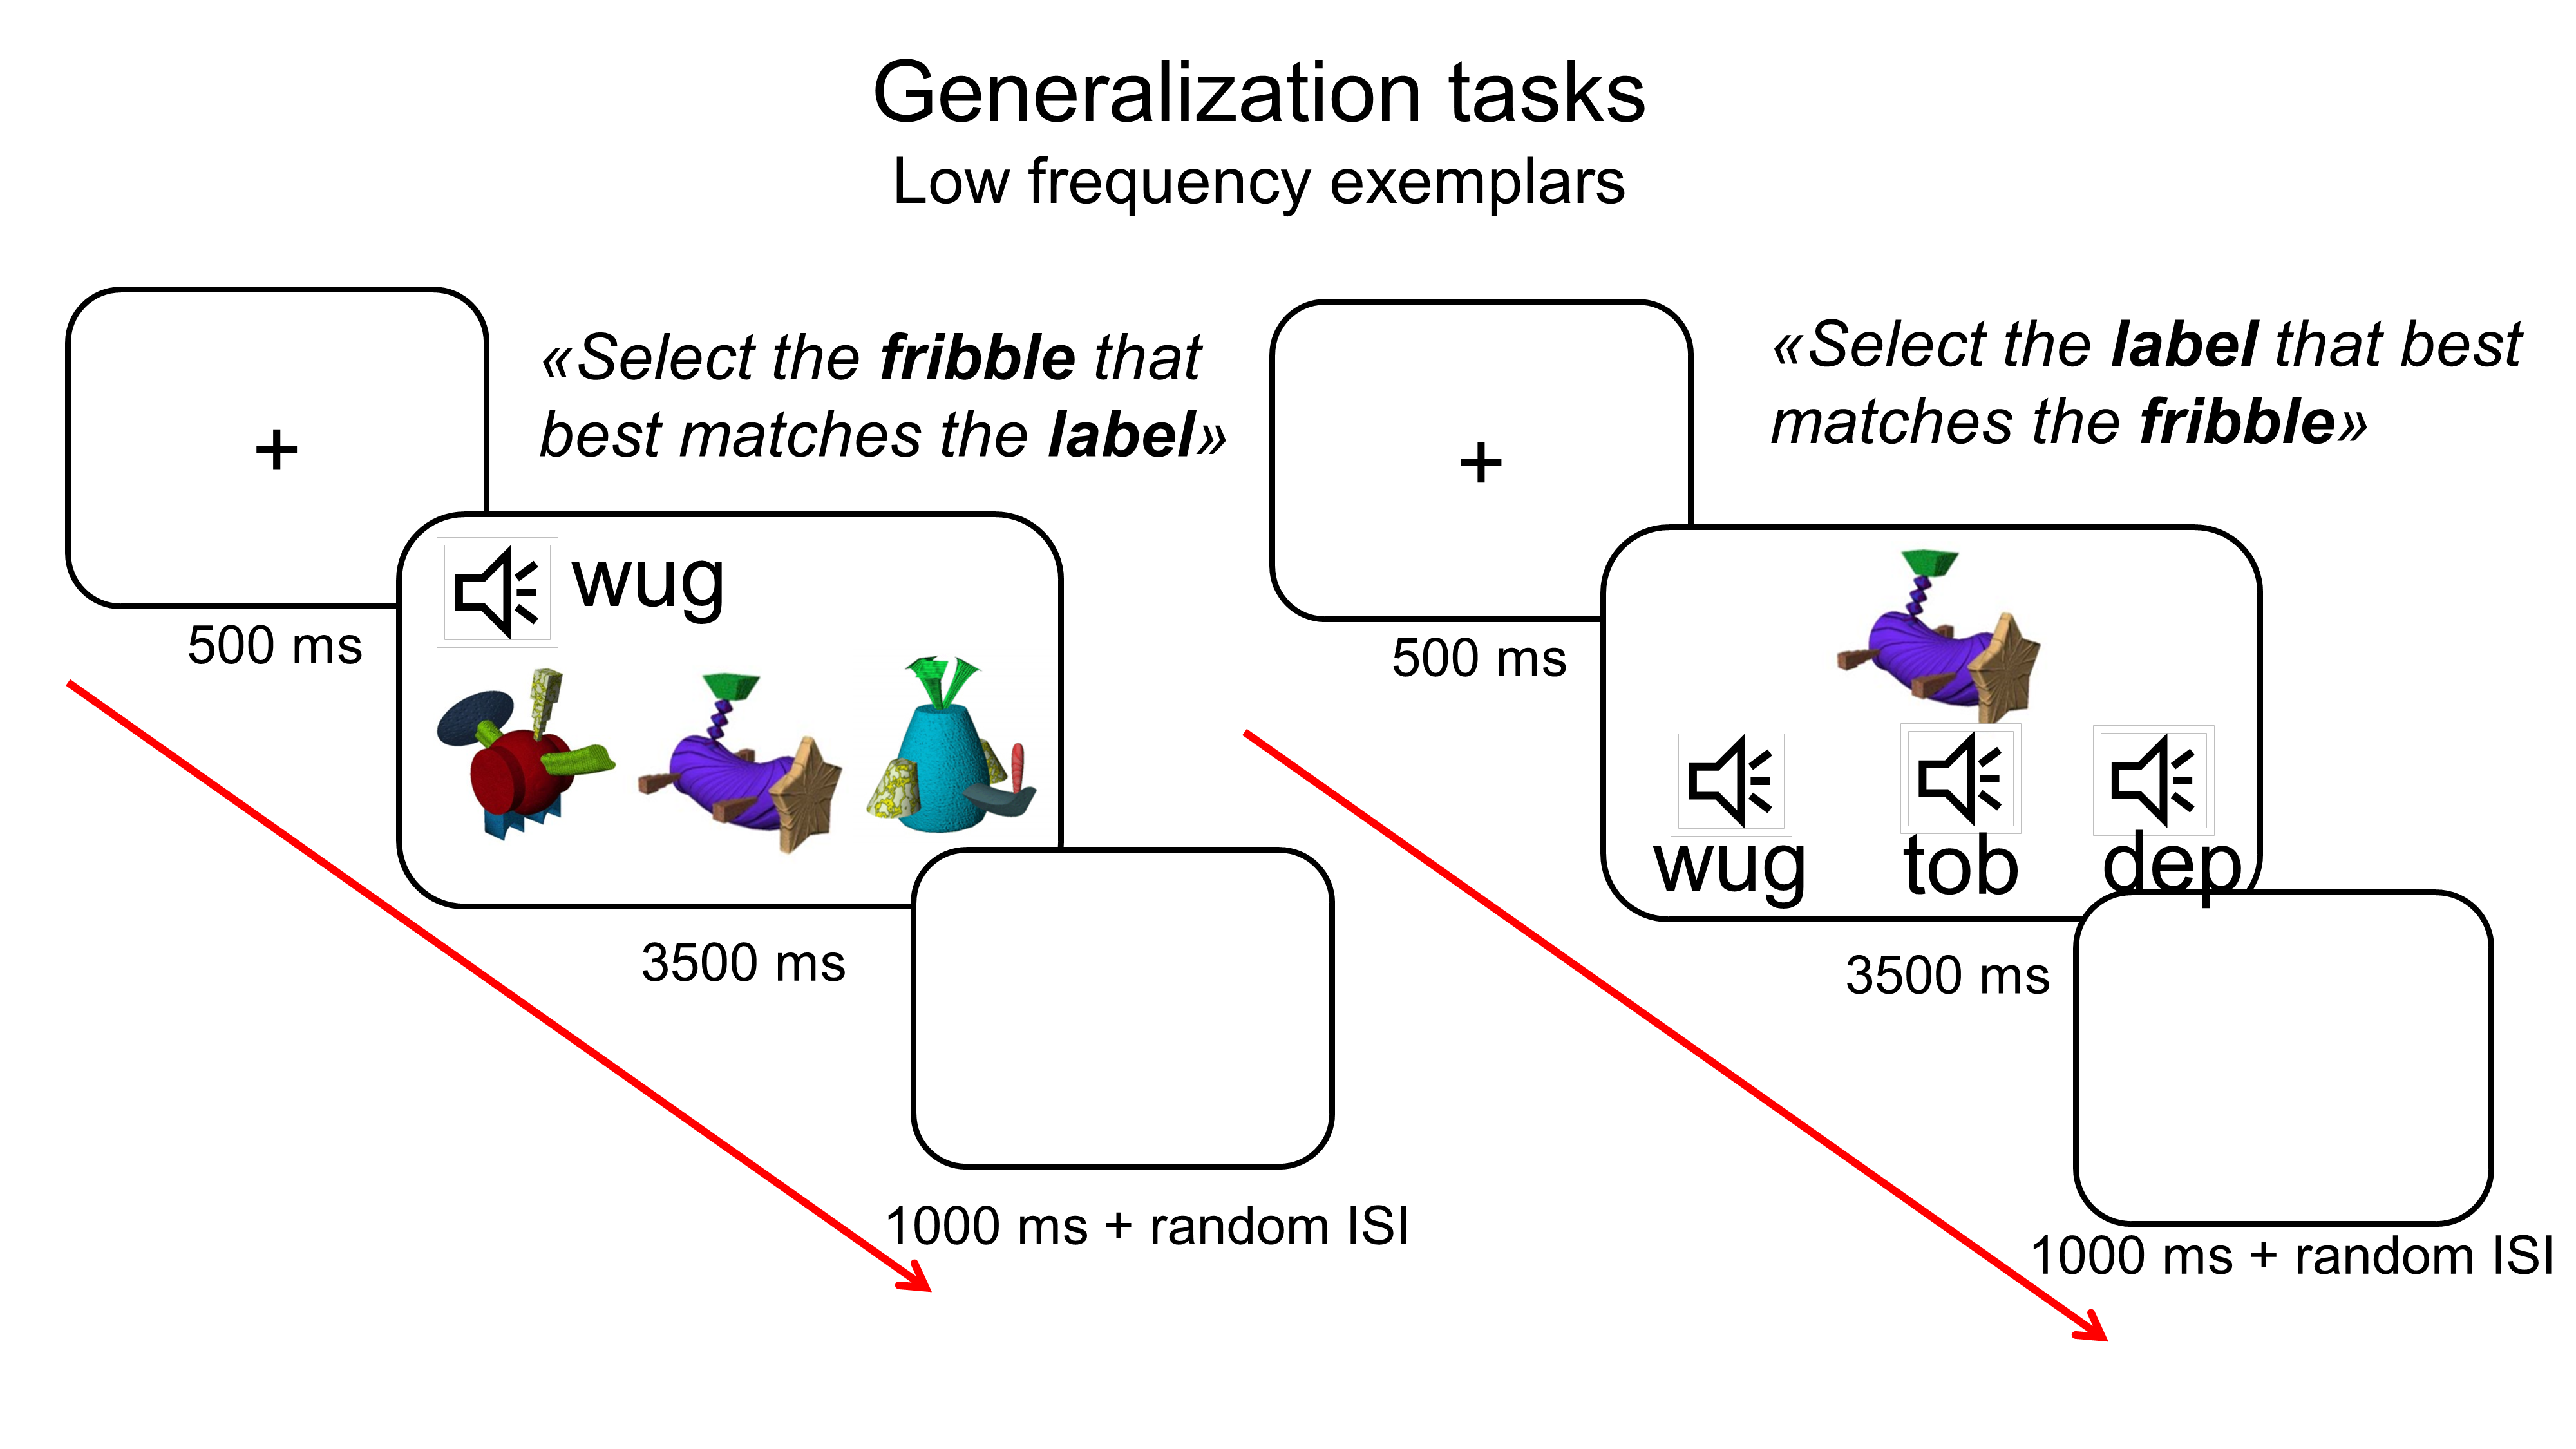 Generalization tasks
Low frequency exemplars
+
«Select the fribble that
best matches the label»
wug
500 ms
3500 ms
1000 ms + random ISI
+
«Select the label that best
matches the fribble»
500 ms
wug tob dep
3500 ms
1000 ms + random ISI